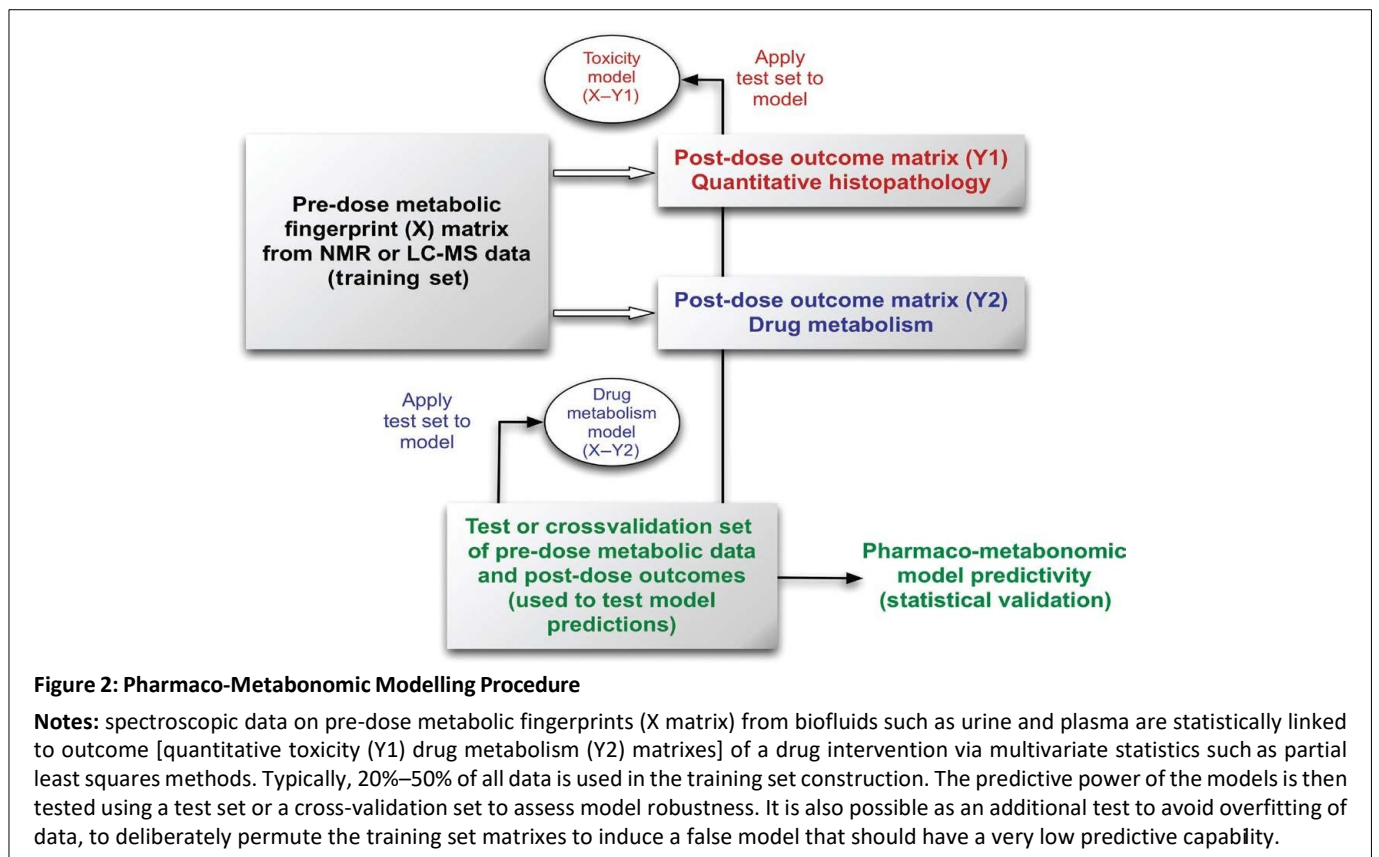 Toxicity
model
(X–Y1)
Apply
test set to
model
Pre-dose metabolic
fingerprint (X) matrix
from NMR or LC-MS data
(training set)
Post-dose outcome matrix (Y1)
Quantitative histopathology
Post-dose outcome matrix (Y2)
Drug metabolism
Apply
test set to
model
Drug
metabolism
model
(X–Y2)
Test or crossvalidation set
of pre-dose metabolic data
and post-dose outcomes
(used to test model
predictions)
Pharmaco-metabonomic
model predictivity
(statistical validation)
Figure 2: Pharmaco-Metabonomic Modelling Procedure
Notes: spectroscopic data on pre-dose metabolic fingerprints (X matrix) from biofluids such as urine and plasma are statistically linked
to outcome [quantitative toxicity (Y1) drug metabolism (Y2) matrixes] of a drug intervention via multivariate statistics such as partial
least squares methods. Typically, 20%–50% of all data is used in the training set construction. The predictive power of the models is then
tested using a test set or a cross-validation set to assess model robustness. It is also possible as an additional test to avoid overfitting of
data, to deliberately permute the training set matrixes to induce a false model that should have a very low predictive capability.